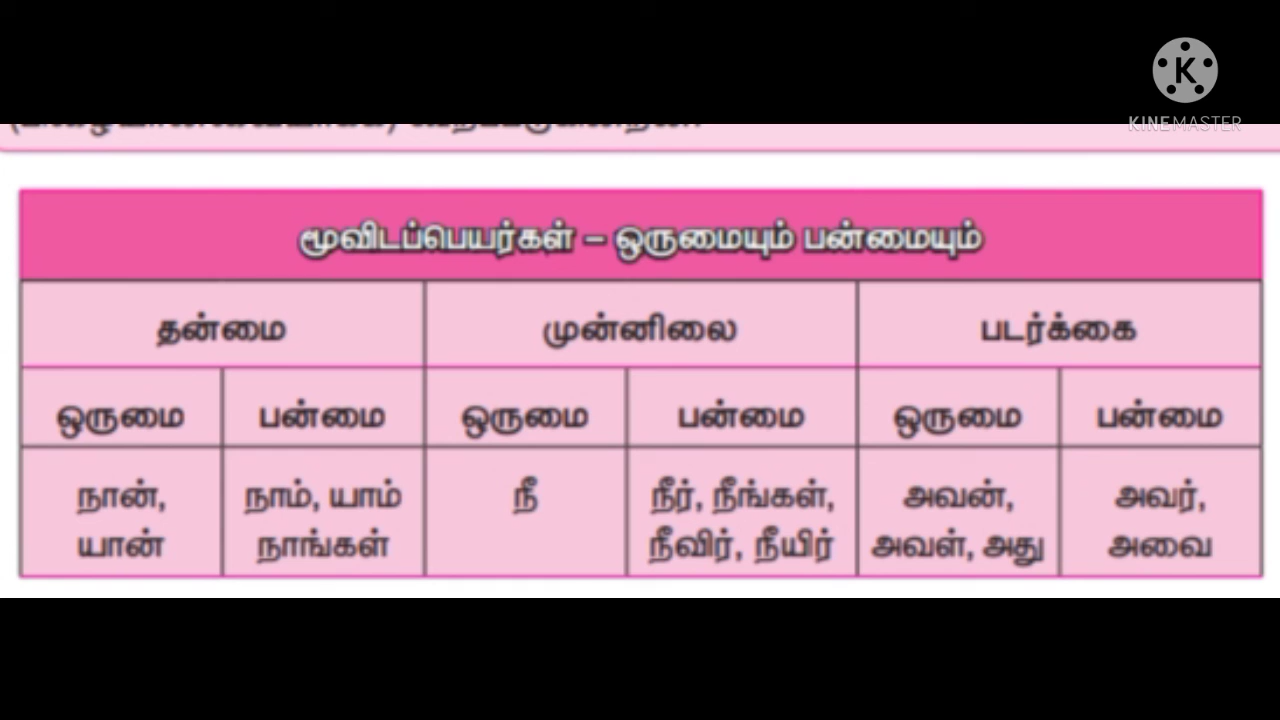 KINEMASTER
மூவிடப்பெயர்கள் – ஒருமையும் பன்மையும்
தன்மை முன்னிலை படர்க்கை
ஒருமை பன்மை ஒருமை பன்மை ஒருமை பன்மை
நான், நாம், யாம் நீ நீர், நீங்கள், அவன், அவர்,
யான் நாங்கள் நீவிர், நீயிர் அவள், அது அவை